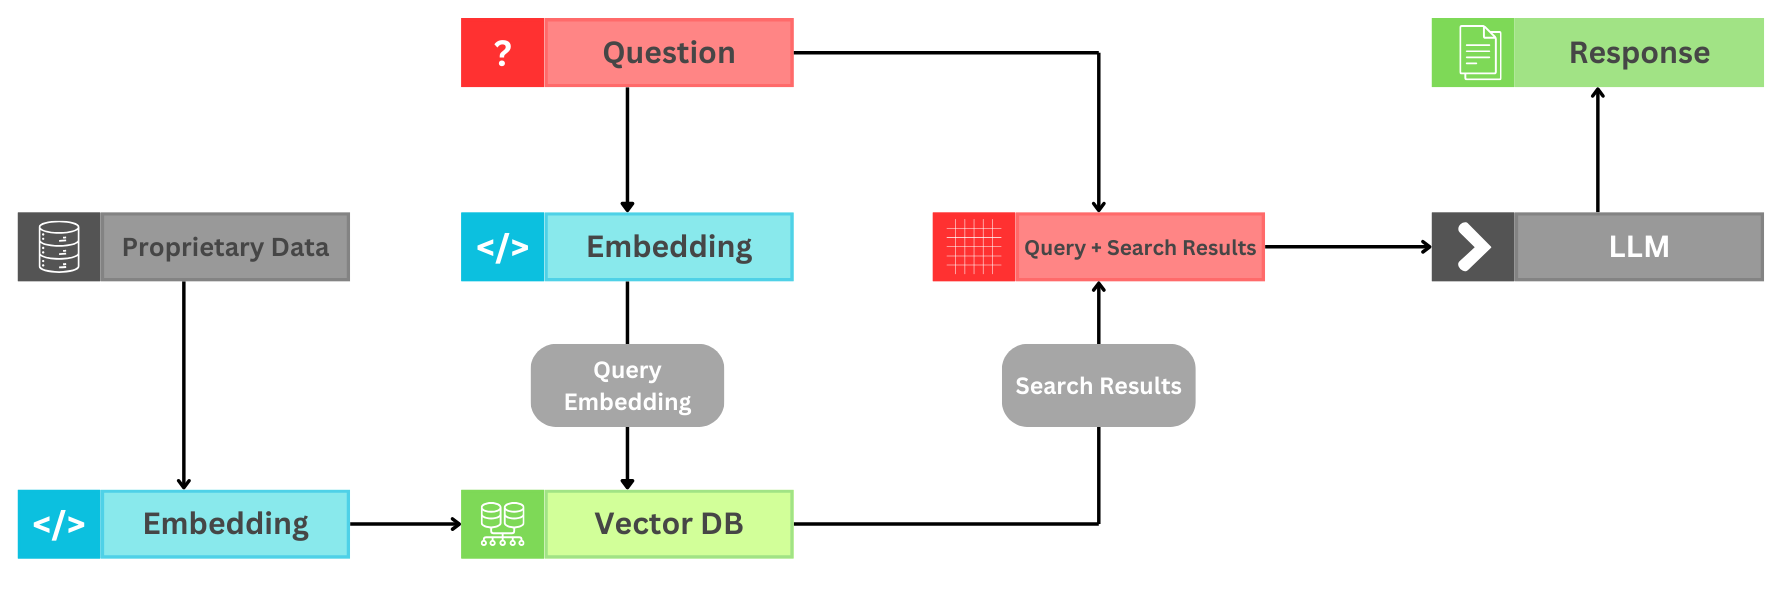 ? Question
Response
Proprietary Data
</> Embedding
Query + Search Results
LLM
Query
Embedding
Search Results
</> Embedding
Vector DB